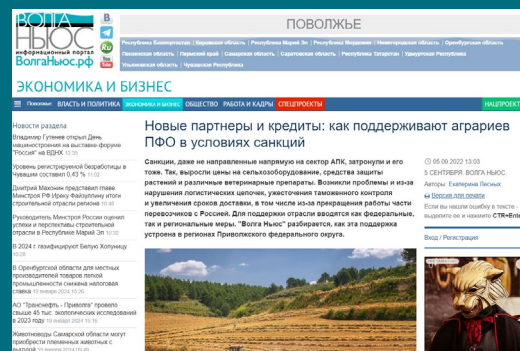 ВОЛГА
НЬЮС
информационный портал
ВолгаНьюс.рф
ПОВОЛЖЬЕ
Республика Башкортостан | Кировская область | Республика Марий Эл | Республика Мордовия | Нижегородская область | Оренбургская область
Пензенская область | Пермский край | Самарская область | Саратовская область | Республика Татарстан | Удмуртская Республика
Ульяновская область | Чувашская Республика
ЭКОНОМИКА И БИЗНЕС
Поволжье: ВЛАСТЬ И ПОЛИТИКА ЭКОНОМИКА И БИЗНЕС ОБЩЕСТВО РАБОТА И КАДРЫ СПЕЦПРОЕКТЫ НАЦПРОЕКТ
Новости раздела
Владимир Гутенев открыл День
машиностроения на выставке-форуме
"Россия" на ВДНХ
Уровень регистрируемой безработицы в
Чувашии составил 0,43 % 11:02
Дмитрий Махонин представил главе
Минстроя РФ Иреку Файзуллину итоги
строительной отрасли региона
Руководитель Минстроя России оценил
успехи и перспективы строительной
отрасли в Республике Марий Эл
В 2024 г. газифицируют Белую Холуницу
10:28
В Оренбургской области для местных
производителей товаров легкой
промышленности снижена налоговая
ставка
АО "Транснефть - Приволга" провело
свыше 45 тыс. экологических исследований
в 2023 году
Животноводы Самарской области могут
приобрести племенных животных с
выгодой
Новые партнеры и кредиты: как поддерживают аграриев
ПФО в условиях санкций
Санкции, даже не направленные напрямую на сектор АПК, затронули и его
тоже. Так, выросли цены на сельхозоборудование, средства защиты
растений и различные ветеринарные препараты. Возникли проблемы и из-за
нарушения логистических цепочек, ужесточения таможенного контроля
и увеличения сроков доставки, в том числе из-за прекращения работы части
перевозчиков с Россией. Для поддержки отрасли вводятся как федеральные,
так и региональные меры. "Волга Ньюс" разбирается, как эта поддержка
устроена в регионах Приволжского федерального округа.
05.09.2022 13:03
5 СЕНТЯБРЯ. ВОЛГА НЬЮС.
Авторы: Екатерина Лесных
Версия для печати
Если вы нашли ошибку в тексте -
выделите ее и нажмите CTRL+Ente
Вход / Регистрация